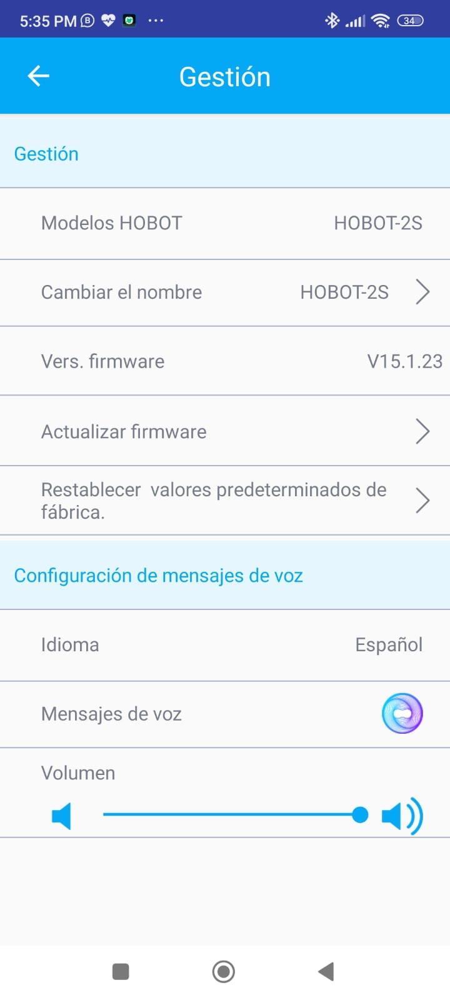 5:35 PM
34
Gestión
Gestión
Modelos HOBOT HOBOT-2S
Cambiar el nombre HOBOT-2S
Vers. firmware V15.1.23
Actualizar firmware
Restablecer  valores predeterminados de
fábrica.
Configuración de mensajes de voz
Idioma Español
Mensajes de voz
Volumen